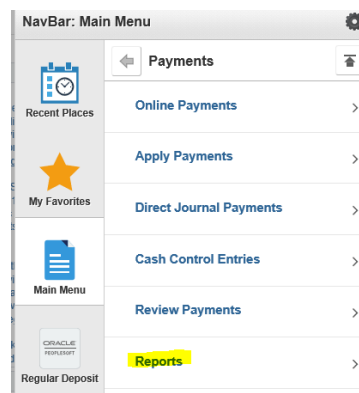 NavBar: Main Menu
Payments
Recent Places
My Favorites
Main Menu
ORACLE
PEOPLESOFT
Regular Deposit
Online Payments
Apply Payments
Direct Journal Payments
Cash Control Entries
Review Payments
Reports